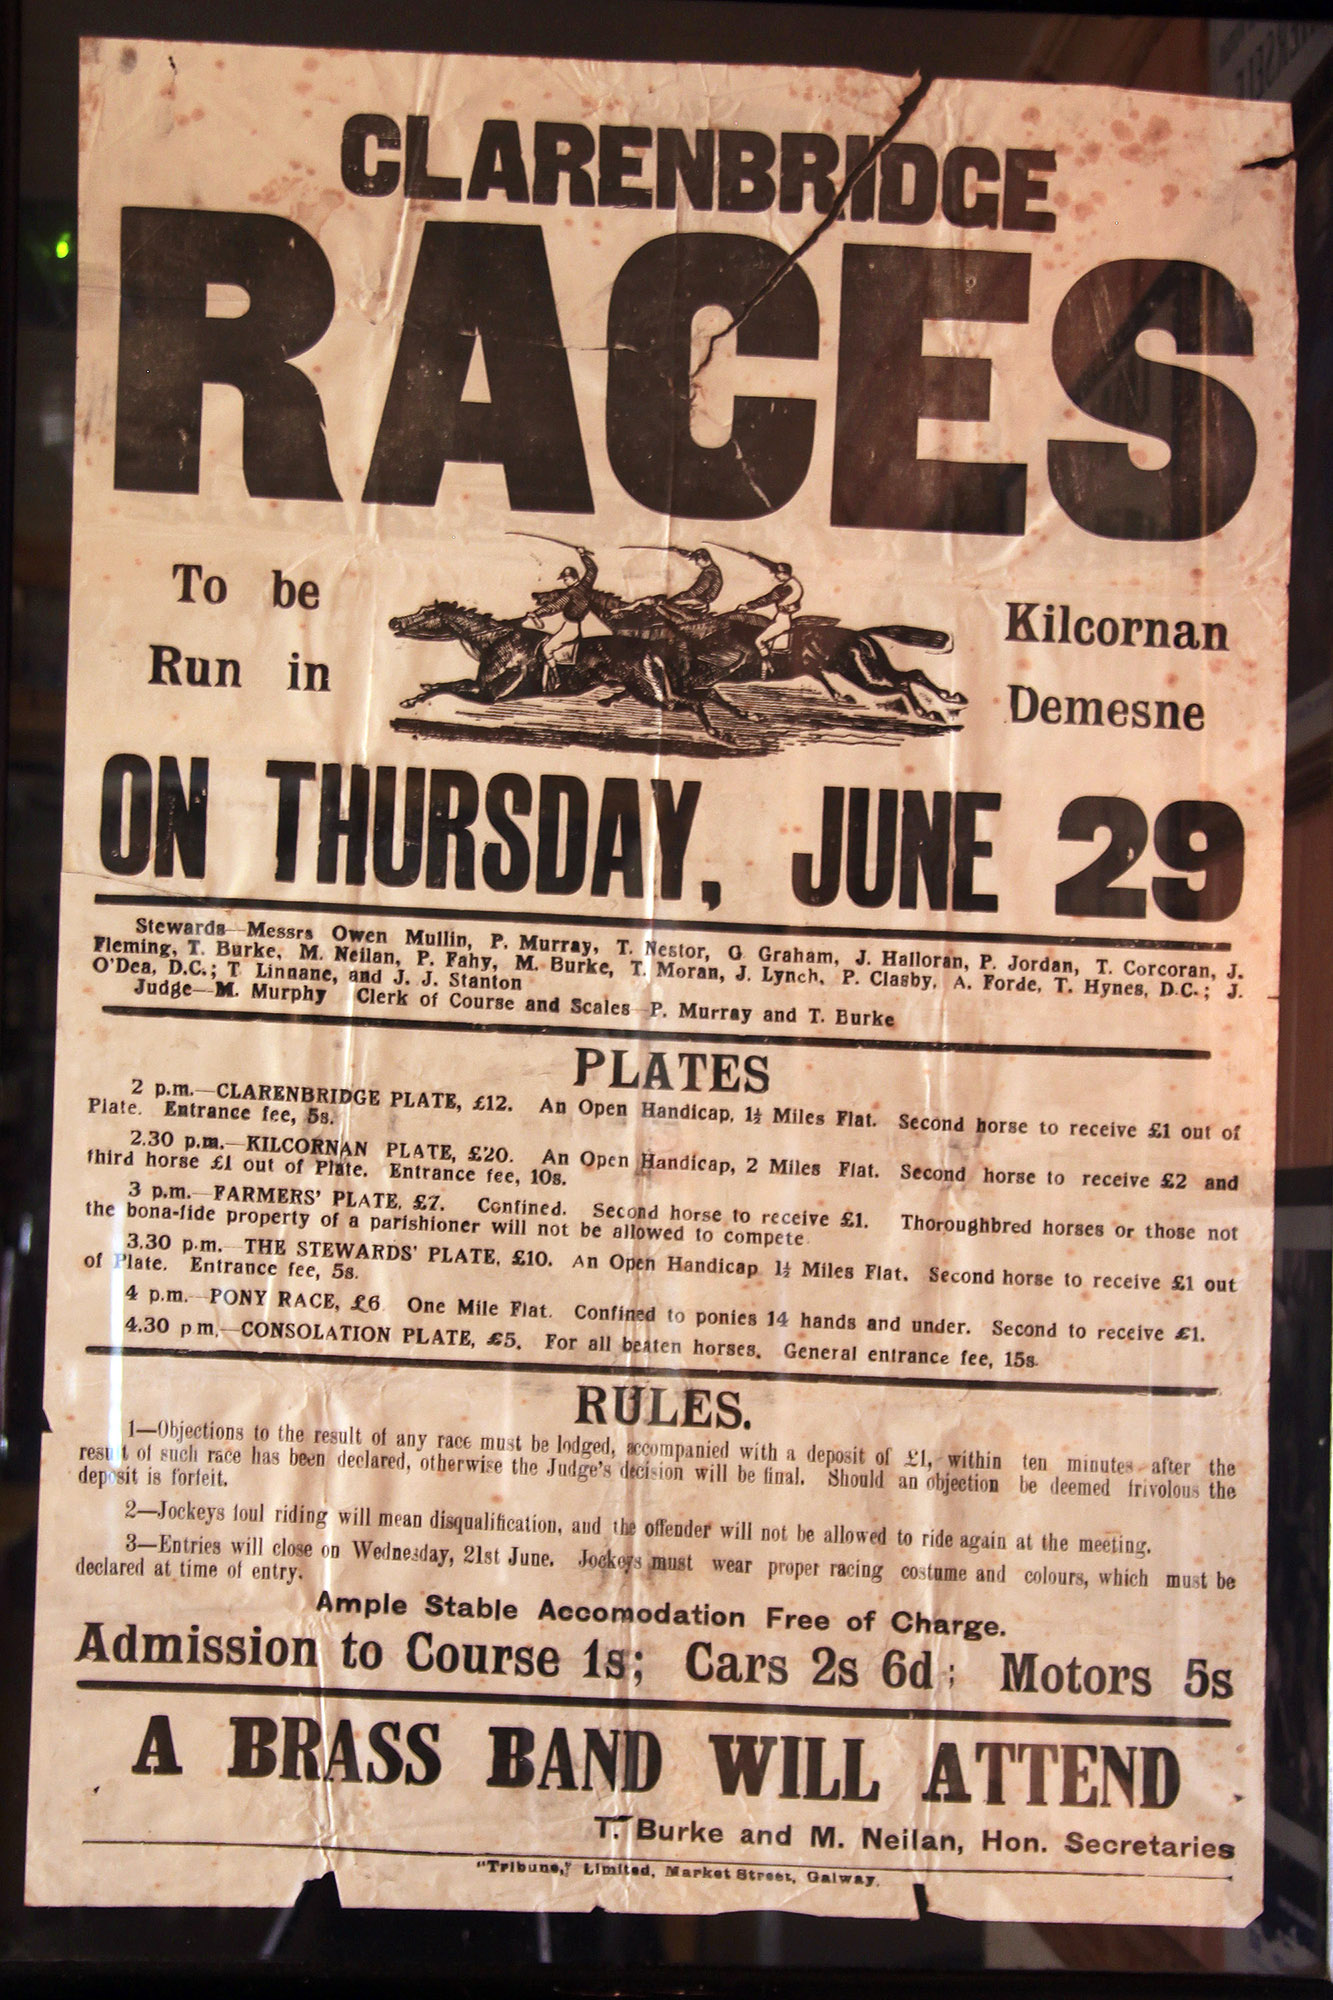 CLARENBRIDGE
RACES
To be
Run in
Kilcornan
Demesne
ON THURSDAY, JUNE 29
Stewards—Messrs Owen Mullin, P. Murray, T. Nestor, G Graham, J. Halloran, P. Jordan, T. Corcoran, J.
Fleming, T. Burke, M. Neilan, P. Fahy, M. Burke, T. Moran, J. Lynch, P. Clasby, A. Forde, T. Hynes, D.C.; J.
O'Dea, D.C.; T Linnane, and J. J. Stanton
Judge—M. Murphy Clerk of Course and Scales—P. Murray and T. Burke
PLATES
2 p.m.—CLARENBRIDGE PLATE, £12. An Open Handicap, 1½ Miles Flat. Second horse to receive £1 out of
Plate. Entrance fee, 5s.
2.30 p.m.—KILCORNAN PLATE, £20. An Open Handicap, 2 Miles Flat. Second horse to receive £2 and
third horse £1 out of Plate. Entrance fee, 10s.
3 p.m.—FARMERS' PLATE, £7. Confined. Second horse to receive £1. Thoroughbred horses or those not
the bona-fide property of a parishioner will not be allowed to compete
3.30 p.m.—THE STEWARDS' PLATE, £10. An Open Handicap 1½ Miles Flat. Second horse to receive £1 out
of Plate. Entrance fee, 5s.
4 p.m.—PONY RACE, £6 One Mile Flat. Confined to ponies 14 hands and under. Second to receive £1.
4.30 p m.—CONSOLATION PLATE, £5. For all beaten horses. General entrance fee, 15s.
RULES.
1—Objections to the result of any race must be lodged, accompanied with a deposit of £1, within ten minutes after the
result of such race has been declared, otherwise the Judge's decision will be final. Should an objection be deemed frivolous the
deposit is forfeit.
2—Jockeys foul riding will mean disqualification, and the offender will not be allowed to ride again at the meeting.
3—Entries will close on Wednesday, 21st June. Jockeys must wear proper racing costume and colours, which must be
declared at time of entry.
Ample Stable Accomodation Free of Charge.
Admission to Course 1s; Cars 2s 6d; Motors 5s
A BRASS BAND WILL ATTEND
T. Burke and M. Neilan, Hon. Secretaries
"Tribune," Limited, Market Street, Galway.